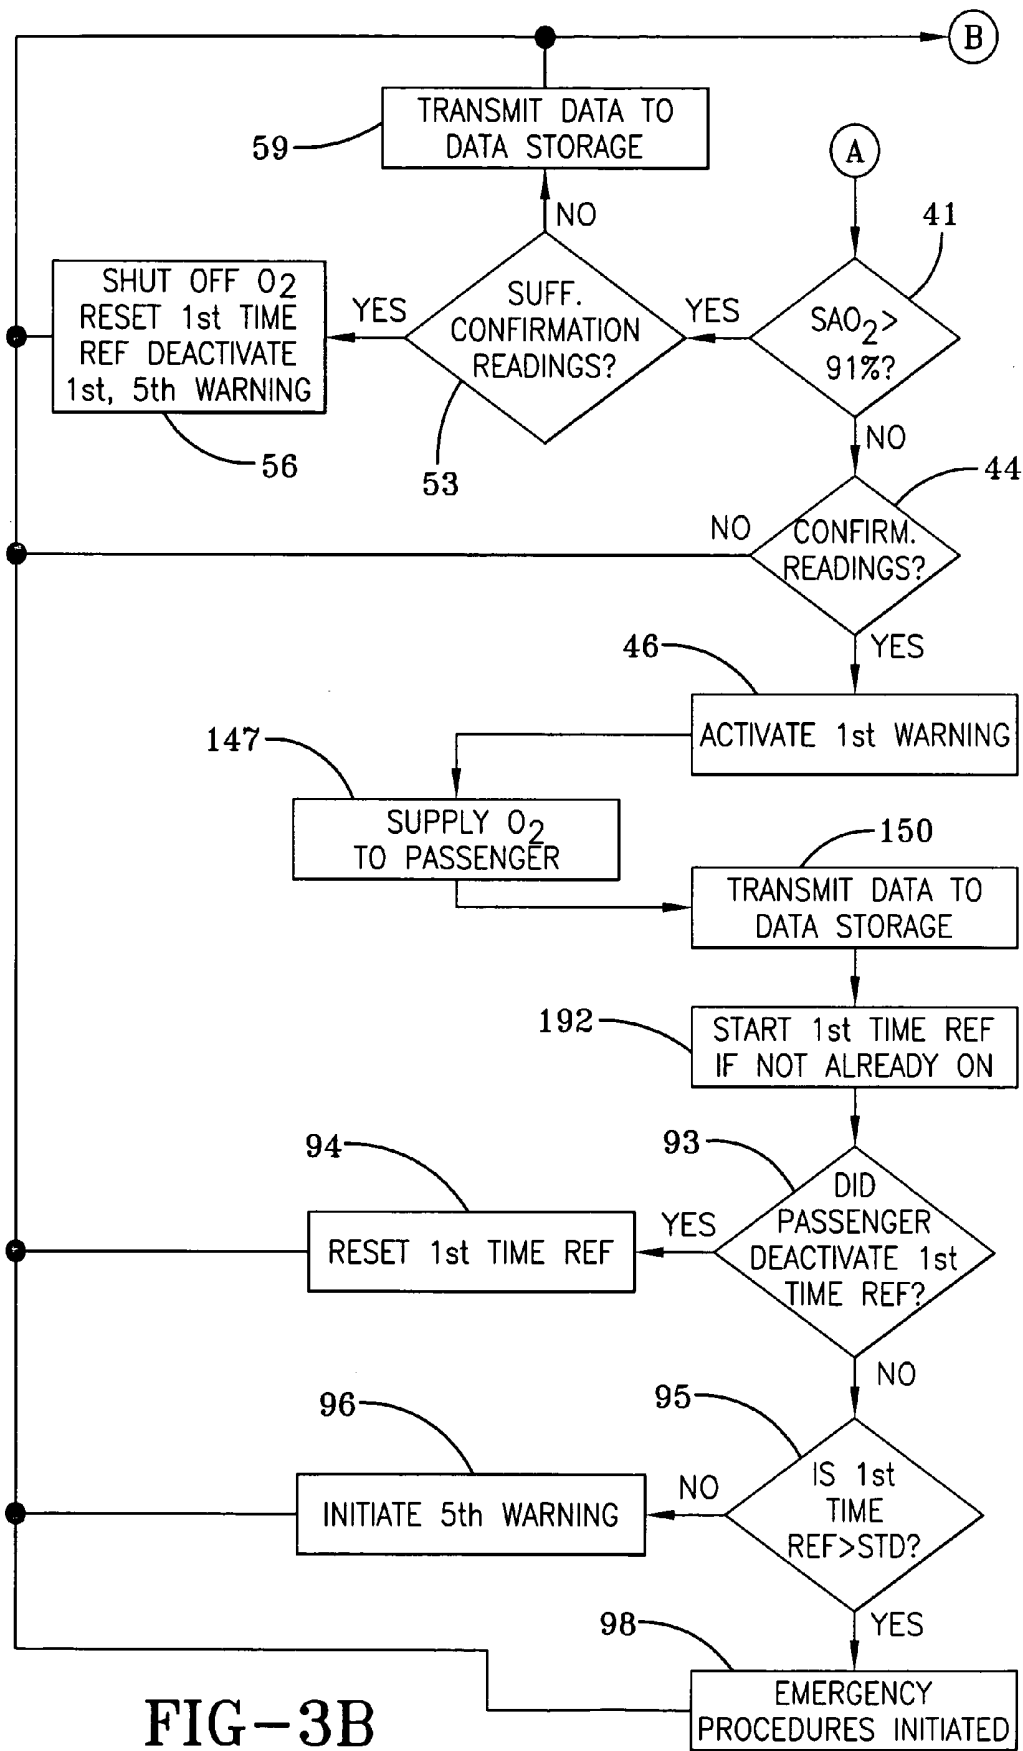 B
TRANSMIT DATA TO
DATA STORAGE
59
A
NO
41
SHUT OFF O2
RESET 1st TIME
REF DEACTIVATE
1st, 5th WARNING
YES
SUFF.
CONFIRMATION
READINGS?
YES
SAO2>
91%?
56
53
NO
44
NO
CONFIRM.
READINGS?
46
YES
147
ACTIVATE 1st WARNING
SUPPLY O2
TO PASSENGER
150
TRANSMIT DATA TO
DATA STORAGE
192
START 1st TIME REF
IF NOT ALREADY ON
94
93
RESET 1st TIME REF
YES
DID
PASSENGER
DEACTIVATE 1st
TIME REF?
NO
96
95
INITIATE 5th WARNING
NO
IS 1st
TIME
REF>STD?
98
YES
EMERGENCY
PROCEDURES INITIATED
FIG-3B